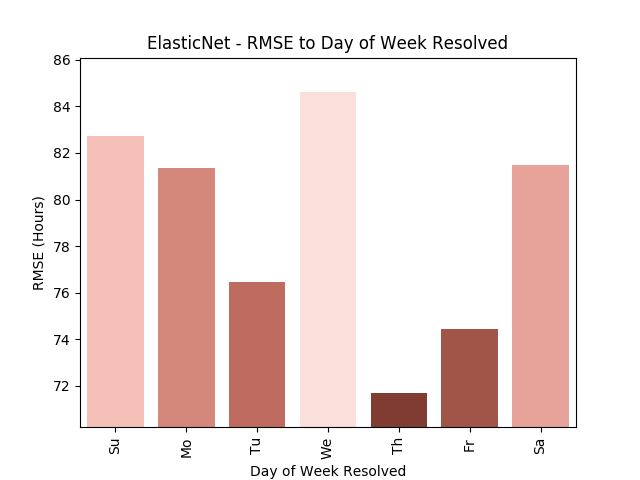 ElasticNet - RMSE to Day of Week Resolved
86
84
82
80
78
76
74
72
RMSE (Hours)
Su
Mo
Tu
We
Th
Fr
Sa
Day of Week Resolved